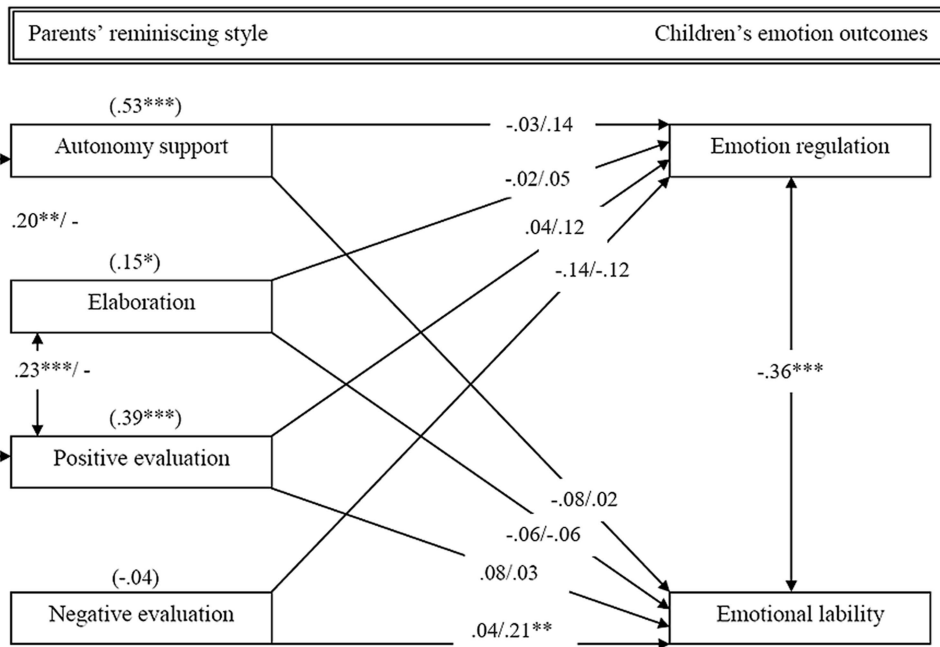 Parents’ reminiscing style
Children’s emotion outcomes
(.53***)
Autonomy support
-.03/.14
Emotion regulation
-.02/.05
.20**/ -
.04/.12
(.15*)
-.14/-.12
Elaboration
.23***/ -
-.36***
(.39***)
Positive evaluation
-.08/.02
-.06/-.06
.08/.03
(-.04)
Negative evaluation
.04/.21**
Emotional lability